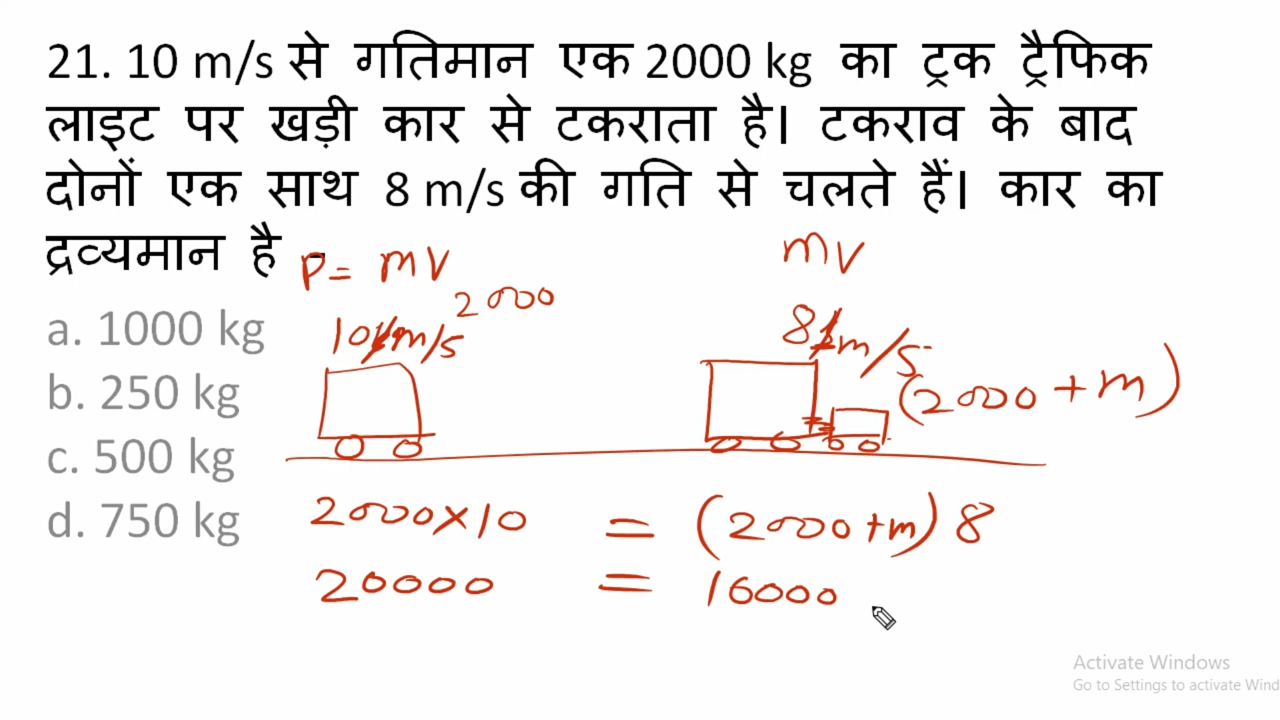 21. 10 m/s से गतिमान एक 2000 kg का ट्रक ट्रैफिक
लाइट पर खड़ी कार से टकराता है। टकराव के बाद
दोनों एक साथ 8 m/s की गति से चलते हैं। कार का
द्रव्यमान है -
P = mv
mv
2000
10 m/s
8 m/s
(2000 + m)
a. 1000 kg
b. 250 kg
c. 500 kg
d. 750 kg
2000×10 = (2000+m) 8
20000 = 16000
Activate Windows
Go to Settings to activate Wind